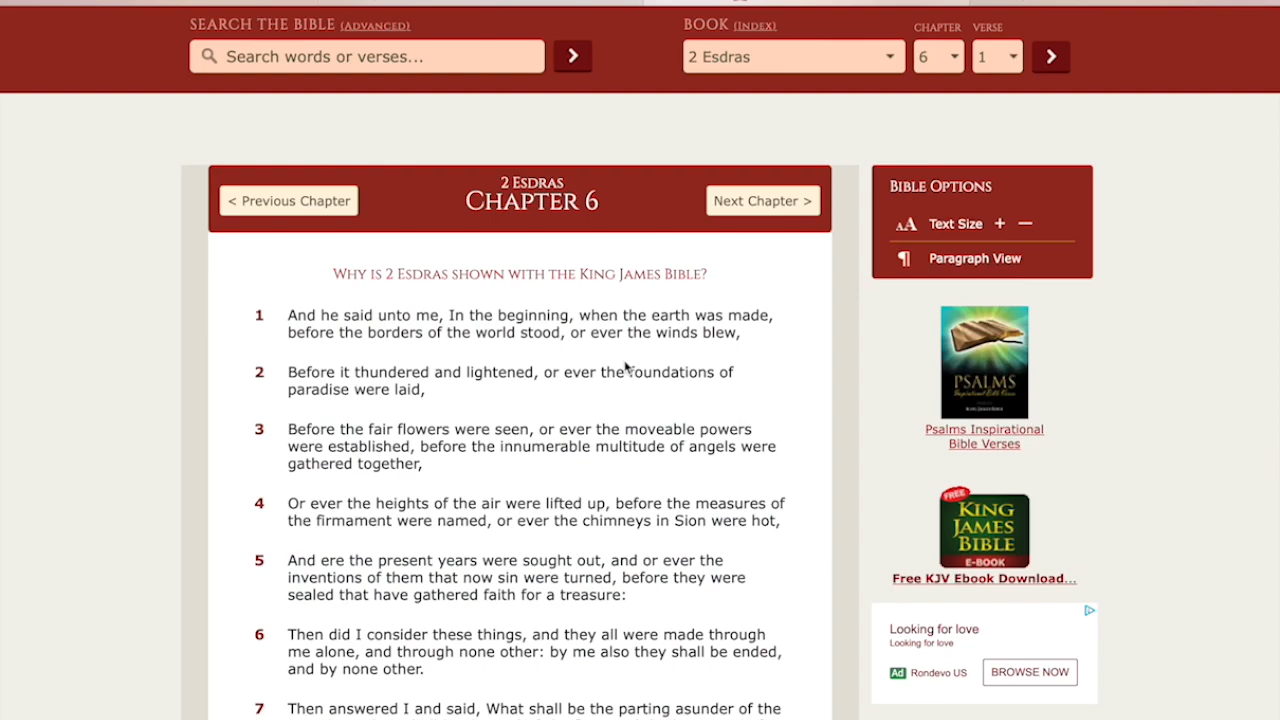 SEARCH THE BIBLE (ADVANCED)
Search words or verses...
BOOK (INDEX)
CHAPTER
VERSE
2 Esdras
6
1
< Previous Chapter
2 ESDRAS
CHAPTER 6
Next Chapter >
WHY IS 2 ESDRAS SHOWN WITH THE KING JAMES BIBLE?
1 And he said unto me, In the beginning, when the earth was made,
before the borders of the world stood, or ever the winds blew,
2 Before it thundered and lightened, or ever the foundations of
paradise were laid,
3 Before the fair flowers were seen, or ever the moveable powers
were established, before the innumerable multitude of angels were
gathered together,
4 Or ever the heights of the air were lifted up, before the measures of
the firmament were named, or ever the chimneys in Sion were hot,
5 And ere the present years were sought out, and or ever the
inventions of them that now sin were turned, before they were
sealed that have gathered faith for a treasure:
6 Then did I consider these things, and they all were made through
me alone, and through none other: by me also they shall be ended,
and by none other.
7 Then answered I and said, What shall be the parting asunder of the
BIBLE OPTIONS
AA Text Size + −
¶ Paragraph View
PSALMS
Inspirational Bible Verses
KING JAMES BIBLE
Psalms Inspirational
Bible Verses
FREE
KING
JAMES
BIBLE
E-BOOK
Free KJV Ebook Download...
Looking for love
Looking for love
Ad Rondevo US
BROWSE NOW